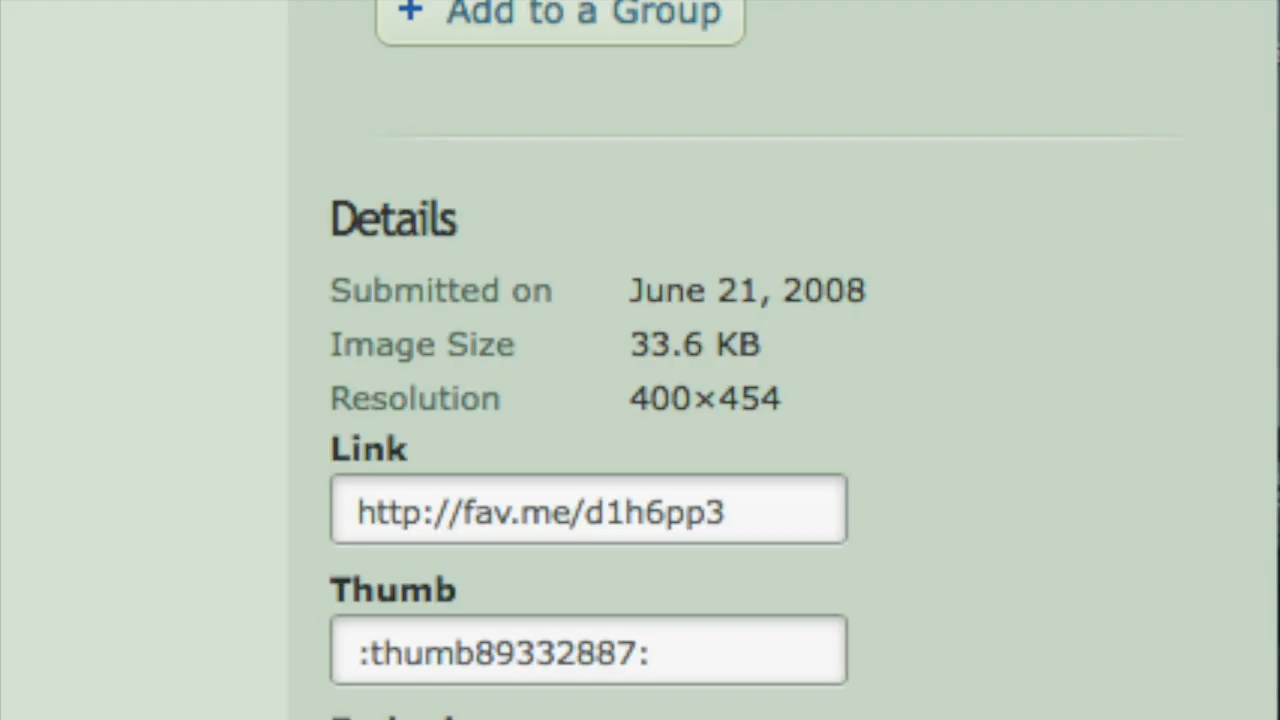 + Add to a Group
Details
Submitted on June 21, 2008
Image Size 33.6 KB
Resolution 400×454
Link
http://fav.me/d1h6pp3
Thumb
:thumb89332887: